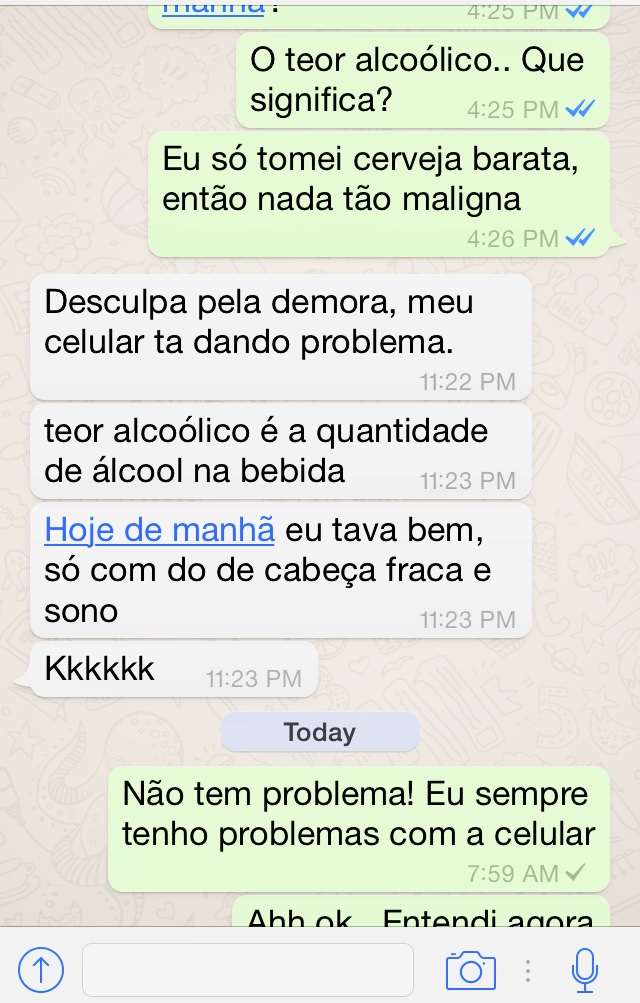 manhã?
4:25 PM
O teor alcoólico.. Que
significa?
4:25 PM
Eu só tomei cerveja barata,
então nada tão maligna
4:26 PM
Desculpa pela demora, meu
celular ta dando problema.
11:22 PM
teor alcoólico é a quantidade
de álcool na bebida
11:23 PM
Hoje de manhã eu tava bem,
só com do de cabeça fraca e
sono
11:23 PM
Kkkkkk
11:23 PM
Today
Não tem problema! Eu sempre
tenho problemas com a celular
7:59 AM
Ahh ok.. Entendi agora